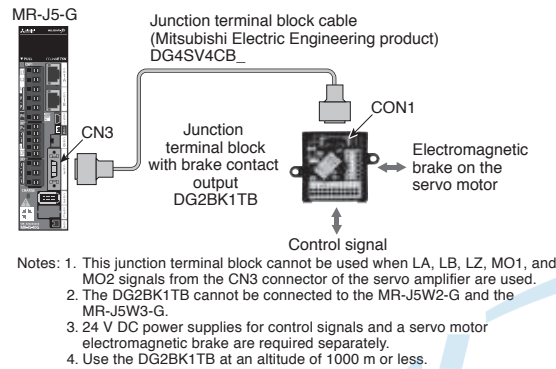 MR-J5-G
Junction terminal block cable
(Mitsubishi Electric Engineering product)
DG4SV4CB_
CN3
CON1
Junction
terminal block
with brake contact
output
DG2BK1TB
Electromagnetic
brake on the
servo motor
Control signal
Notes: 1. This junction terminal block cannot be used when LA, LB, LZ, MO1, and
MO2 signals from the CN3 connector of the servo amplifier are used.
2. The DG2BK1TB cannot be connected to the MR-J5W2-G and the
MR-J5W3-G.
3. 24 V DC power supplies for control signals and a servo motor
electromagnetic brake are required separately.
4. Use the DG2BK1TB at an altitude of 1000 m or less.